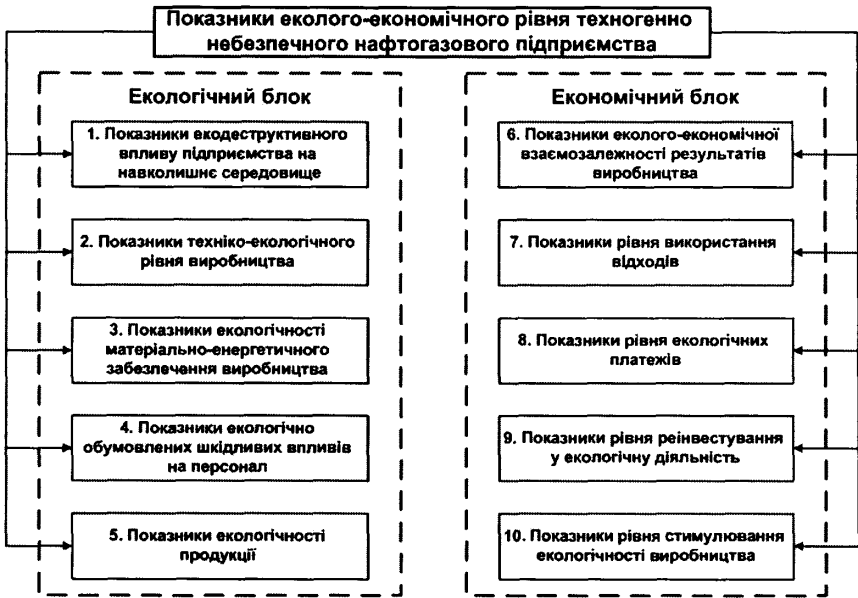 Показники еколого-економічного рівня техногенно
небезпечного нафтогазового підприємства
Екологічний блок
1. Показники екодеструктивного
впливу підприємства на
навколишнє середовище
2. Показники техніко-екологічного
рівня виробництва
3. Показники екологічності
матеріально-енергетичного
забезпечення виробництва
4. Показники екологічно
обумовлених шкідливих впливів
на персонал
5. Показники екологічності
продукції
Економічний блок
6. Показники еколого-економічної
взаємозалежності результатів
виробництва
7. Показники рівня використання
відходів
8. Показники рівня екологічних
платежів
9. Показники рівня реінвестування
у екологічну діяльність
10. Показники рівня стимулювання
екологічності виробництва